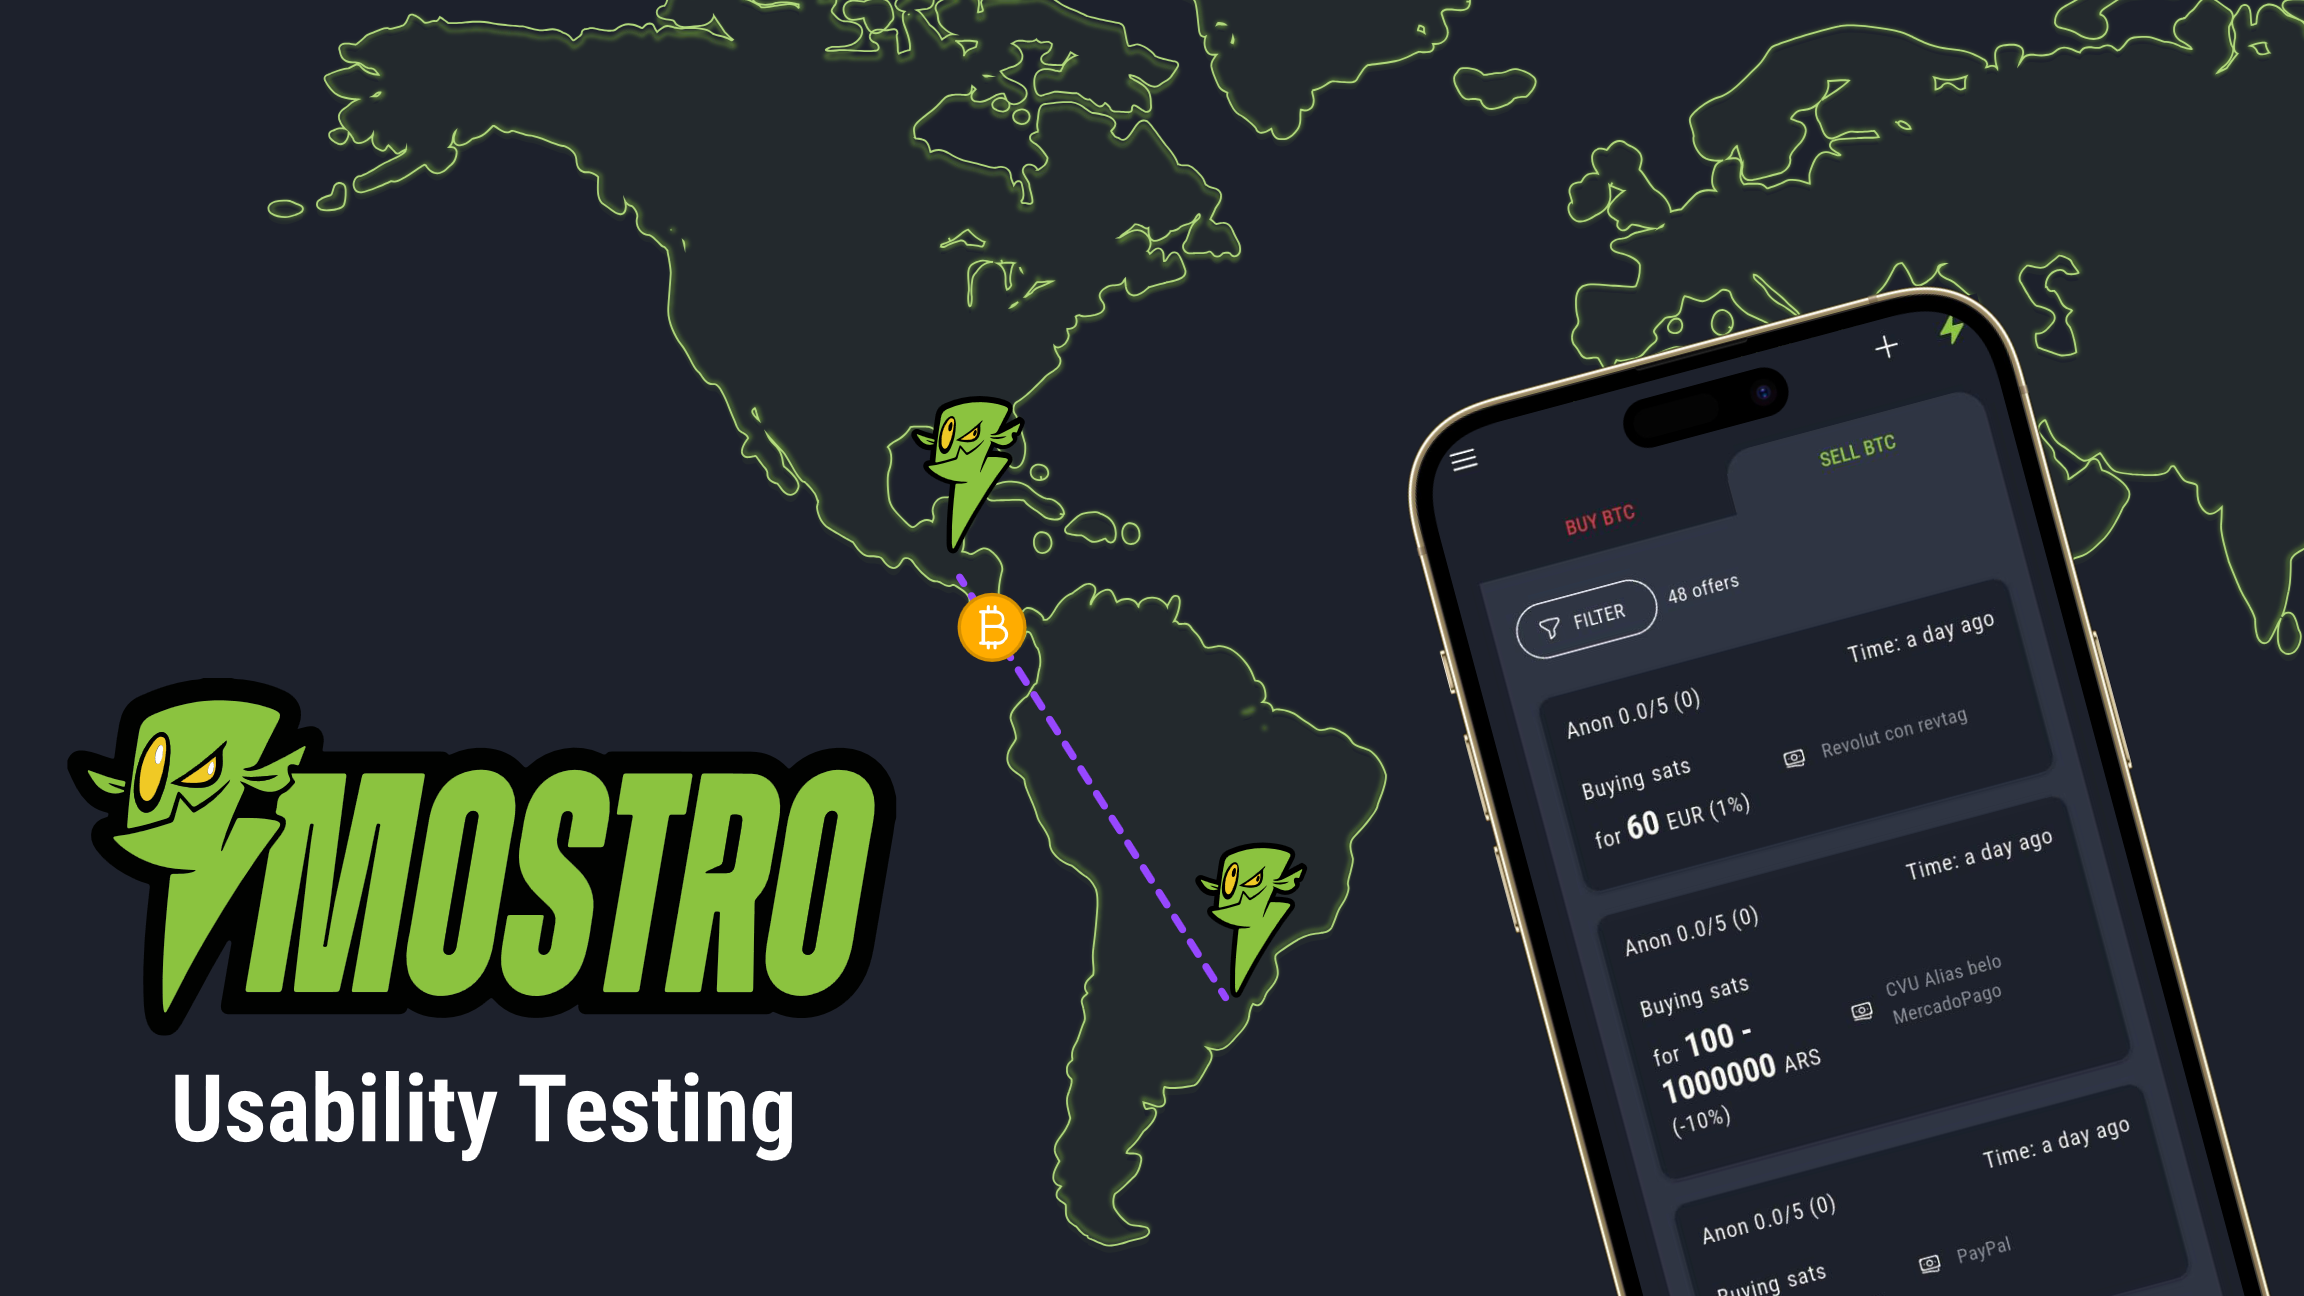 MOSTRO
Usability Testing
BUY BTC
SELL BTC
FILTER
48 offers
Time: a day ago
Anon 0.0/5 (0)
Buying sats
for 60 EUR (1%)
Revolut con revtag
Time: a day ago
Anon 0.0/5 (0)
Buying sats
for 100 -
1000000 ARS
(-10%)
CVU Alias belo
MercadoPago
Time: a day ago
Anon 0.0/5 (0)
Buying sats
PayPal